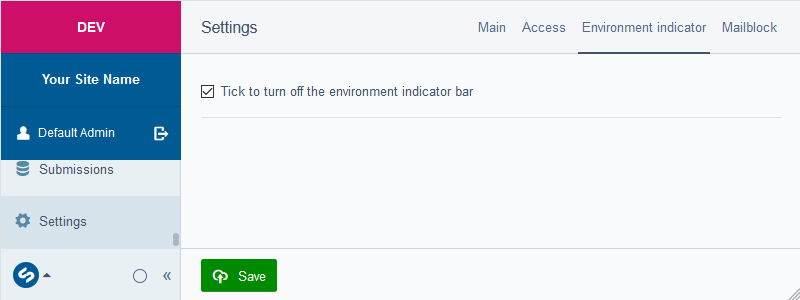 DEV
Your Site Name
Default Admin
Submissions
Settings
Settings
Main
Access
Environment indicator
Mailblock
Tick to turn off the environment indicator bar
Save